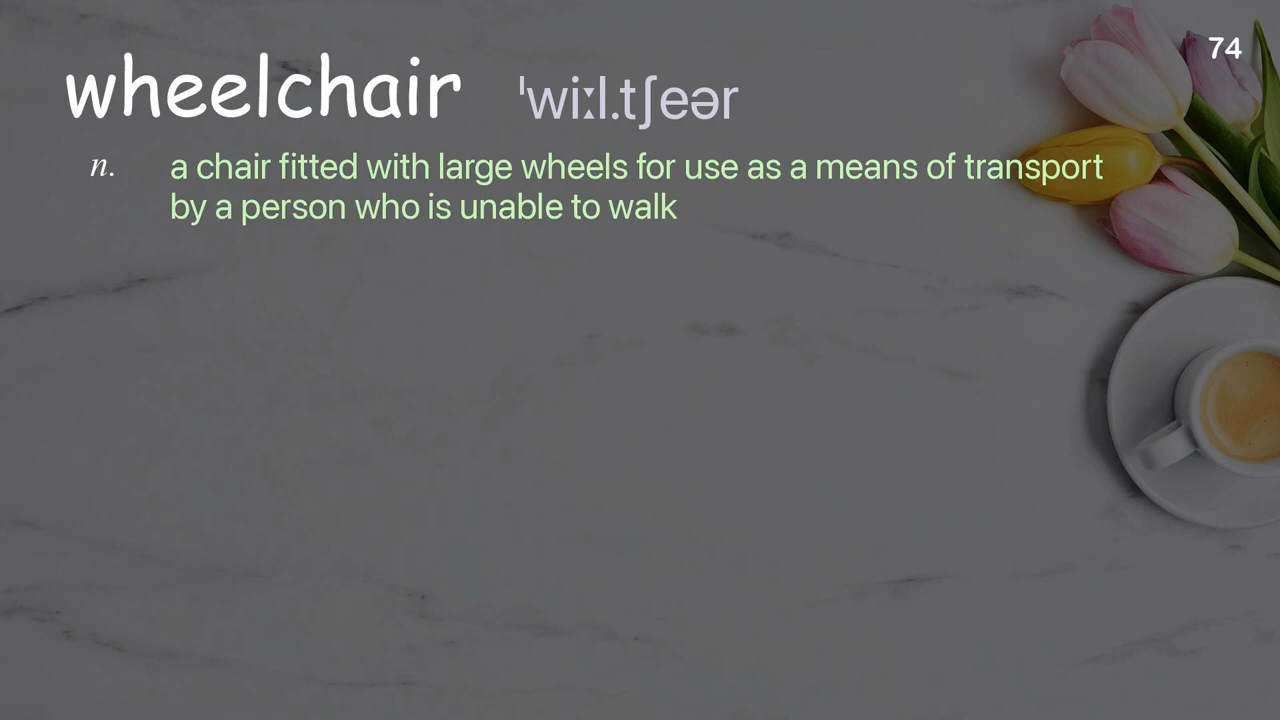 74
wheelchair ˈwiːl.tʃeər
n. a chair fitted with large wheels for use as a means of transport
by a person who is unable to walk